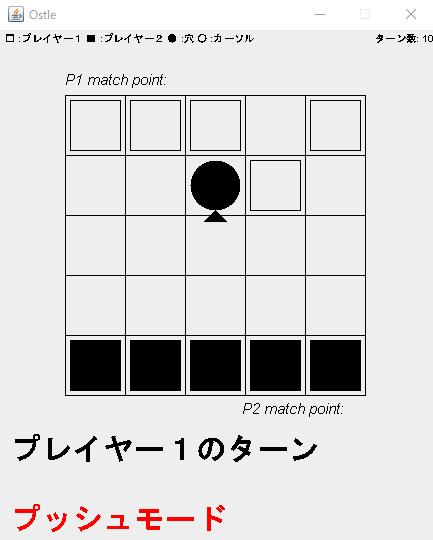 Ostle
□ :プレイヤー1 ■ :プレイヤー2 ● :穴 ○ :カーソル ターン数: 10
P1 match point:
P2 match point:
プレイヤー１のターン
プッシュモード